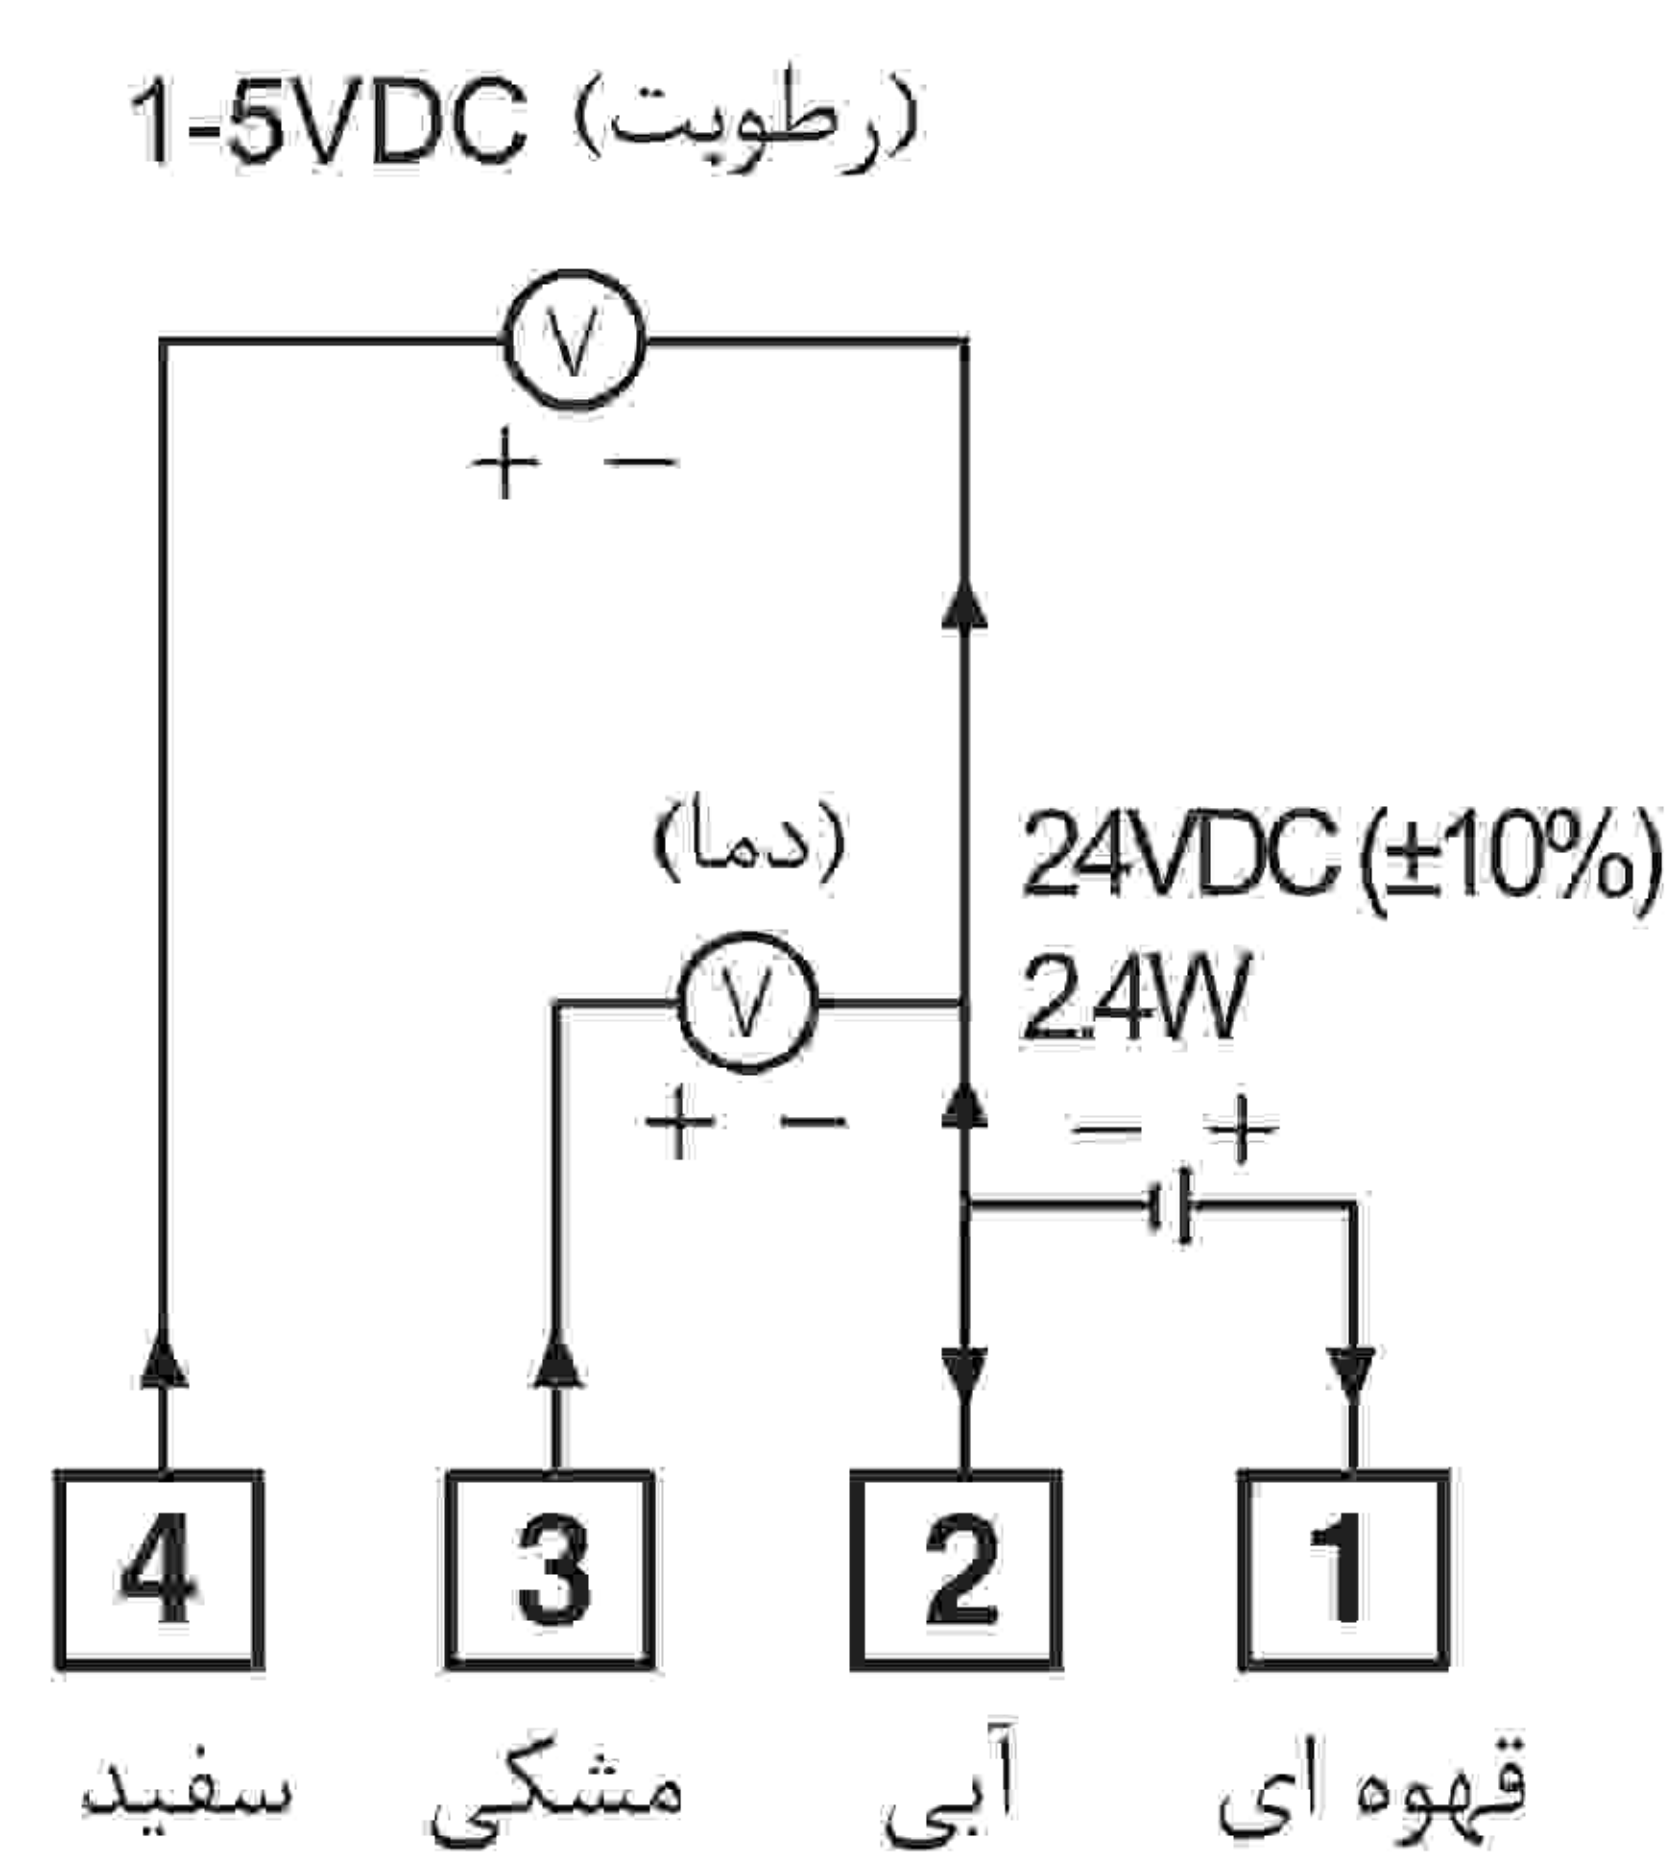 1-5VDC (رطوبت)
V
+ −
(دما)
24VDC (±10%)
2.4W
V
+ −
− +
4 3 2 1
سفید مشکی آبی قهوه ای